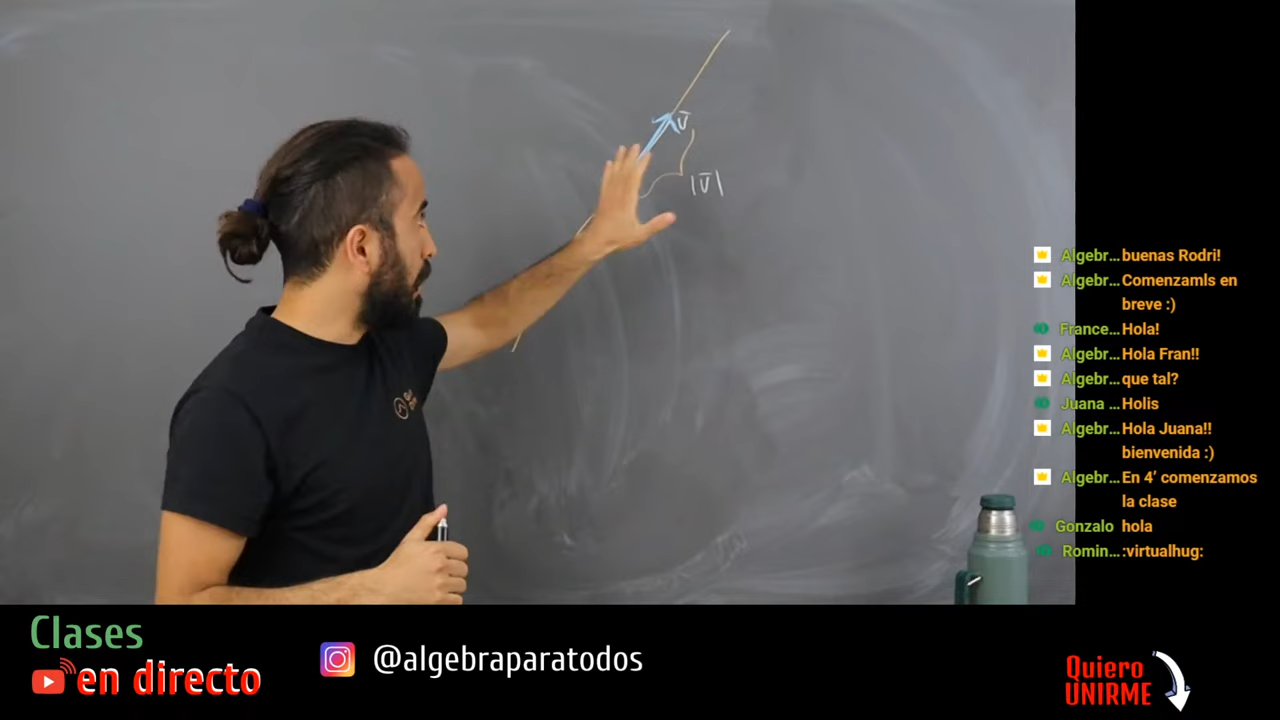 v̄
|v̄|
Algebr... buenas Rodri!
Algebr... Comenzamls en
breve :)
France... Hola!
Algebr... Hola Fran!!
Algebr... que tal?
Juana ... Holis
Algebr... Hola Juana!!
bienvenida :)
Algebr... En 4’ comenzamos
la clase
Gonzalo hola
Romin... :virtualhug:
Clases
en directo
@algebraparatodos
Quiero
UNIRME